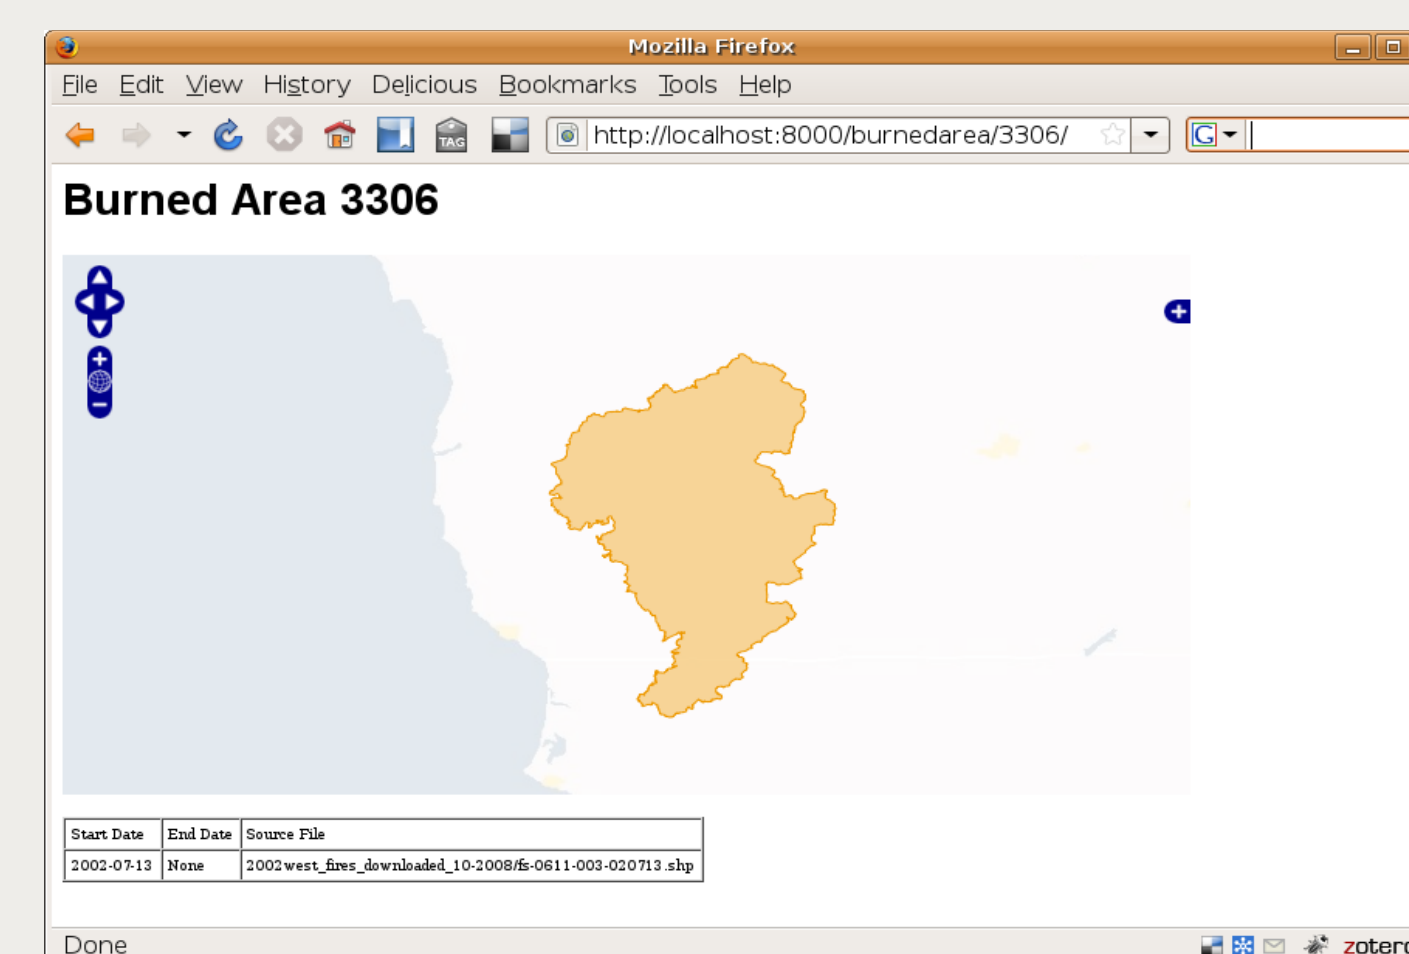 Mozilla Firefox
File Edit View History Delicious Bookmarks Tools Help
TAG http://localhost:8000/burnedarea/3306/ G
Burned Area 3306
Start Date End Date Source File
2002-07-13 None 2002west_fires_downloaded_10-2008/fs-0611-003-020713.shp
Done zotero